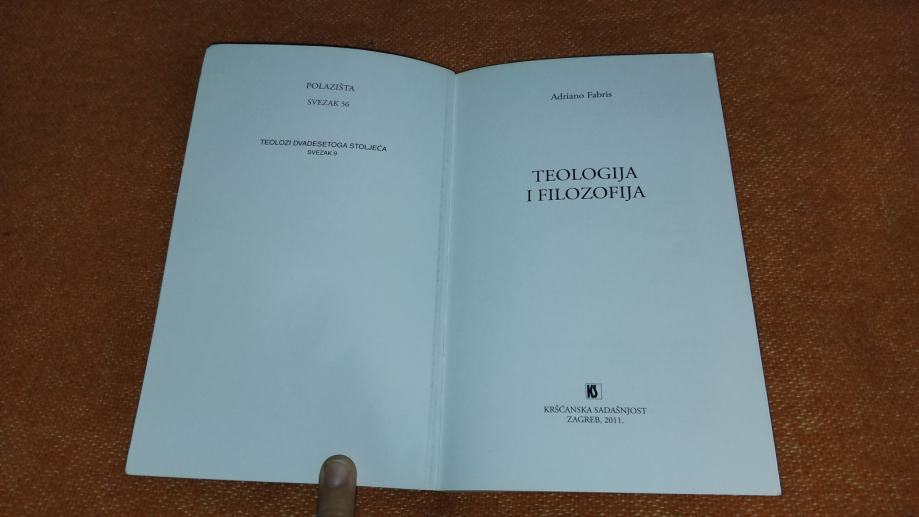 POLAZIŠTA
SVEZAK 56
TEOLOZI DVADESETOGA STOLJEĆA
SVEZAK 9
Adriano Fabris
TEOLOGIJA
I FILOZOFIJA
KS
KRŠĆANSKA SADAŠNJOST
ZAGREB, 2011.